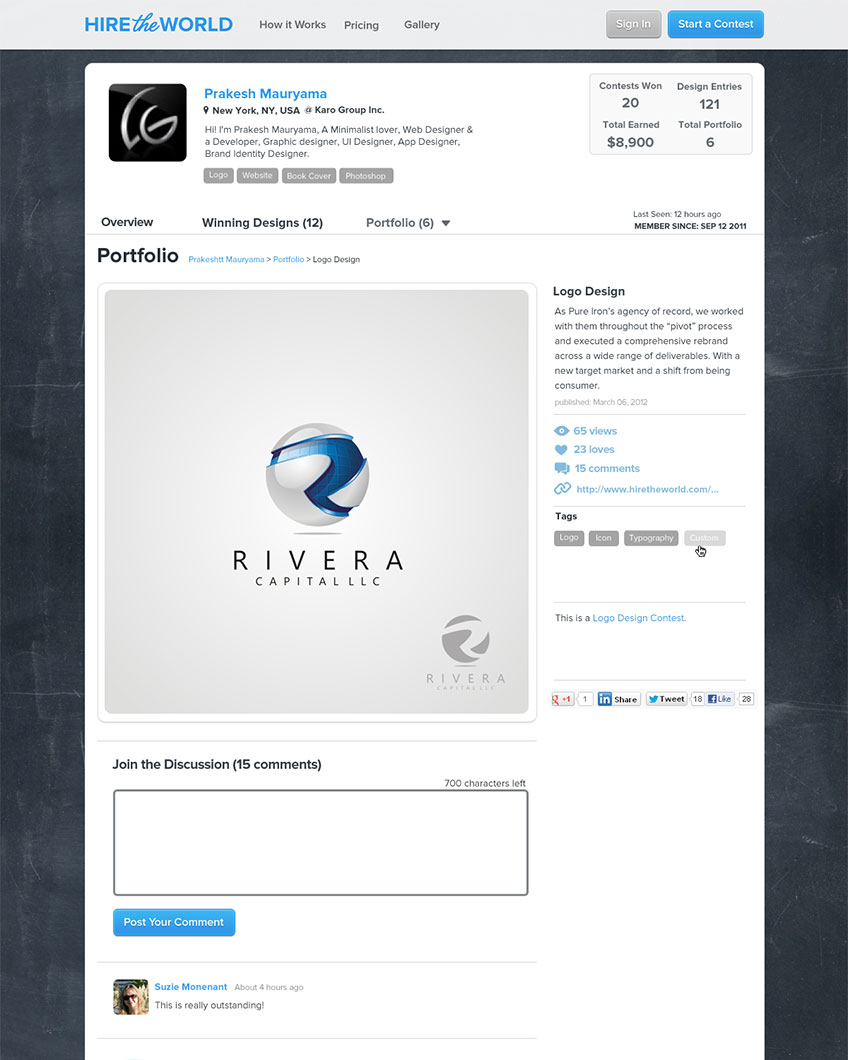 HIREtheWORLD
How it Works
Pricing
Gallery
Sign In
Start a Contest
LG
Prakesh Mauryama
New York, NY, USA @ Karo Group Inc.
Hi! I'm Prakesh Mauryama, A Minimalist lover, Web Designer &
a Developer, Graphic designer, UI Designer, App Designer,
Brand Identity Designer.
Logo
Website
Book Cover
Photoshop
Contests Won
20
Design Entries
121
Total Earned
$8,900
Total Portfolio
6
Overview
Winning Designs (12)
Portfolio (6)
Last Seen: 12 hours ago
MEMBER SINCE: SEP 12 2011
Portfolio
Prakeshtt Mauryama > Portfolio > Logo Design
RIVERA
CAPITAL LLC
RIVERA
CAPITAL LLC
Logo Design
As Pure Iron's agency of record, we worked
with them throughout the “pivot” process
and executed a comprehensive rebrand
across a wide range of deliverables. With a
new target market and a shift from being
consumer.
published: March 06, 2012
65 views
23 loves
15 comments
http://www.hiretheworld.com/...
Tags
Logo
Icon
Typography
Custom
This is a Logo Design Contest.
+1
1
in Share
Tweet
18
f Like
28
Join the Discussion (15 comments)
700 characters left
Post Your Comment
Suzie Monenant About 4 hours ago
This is really outstanding!